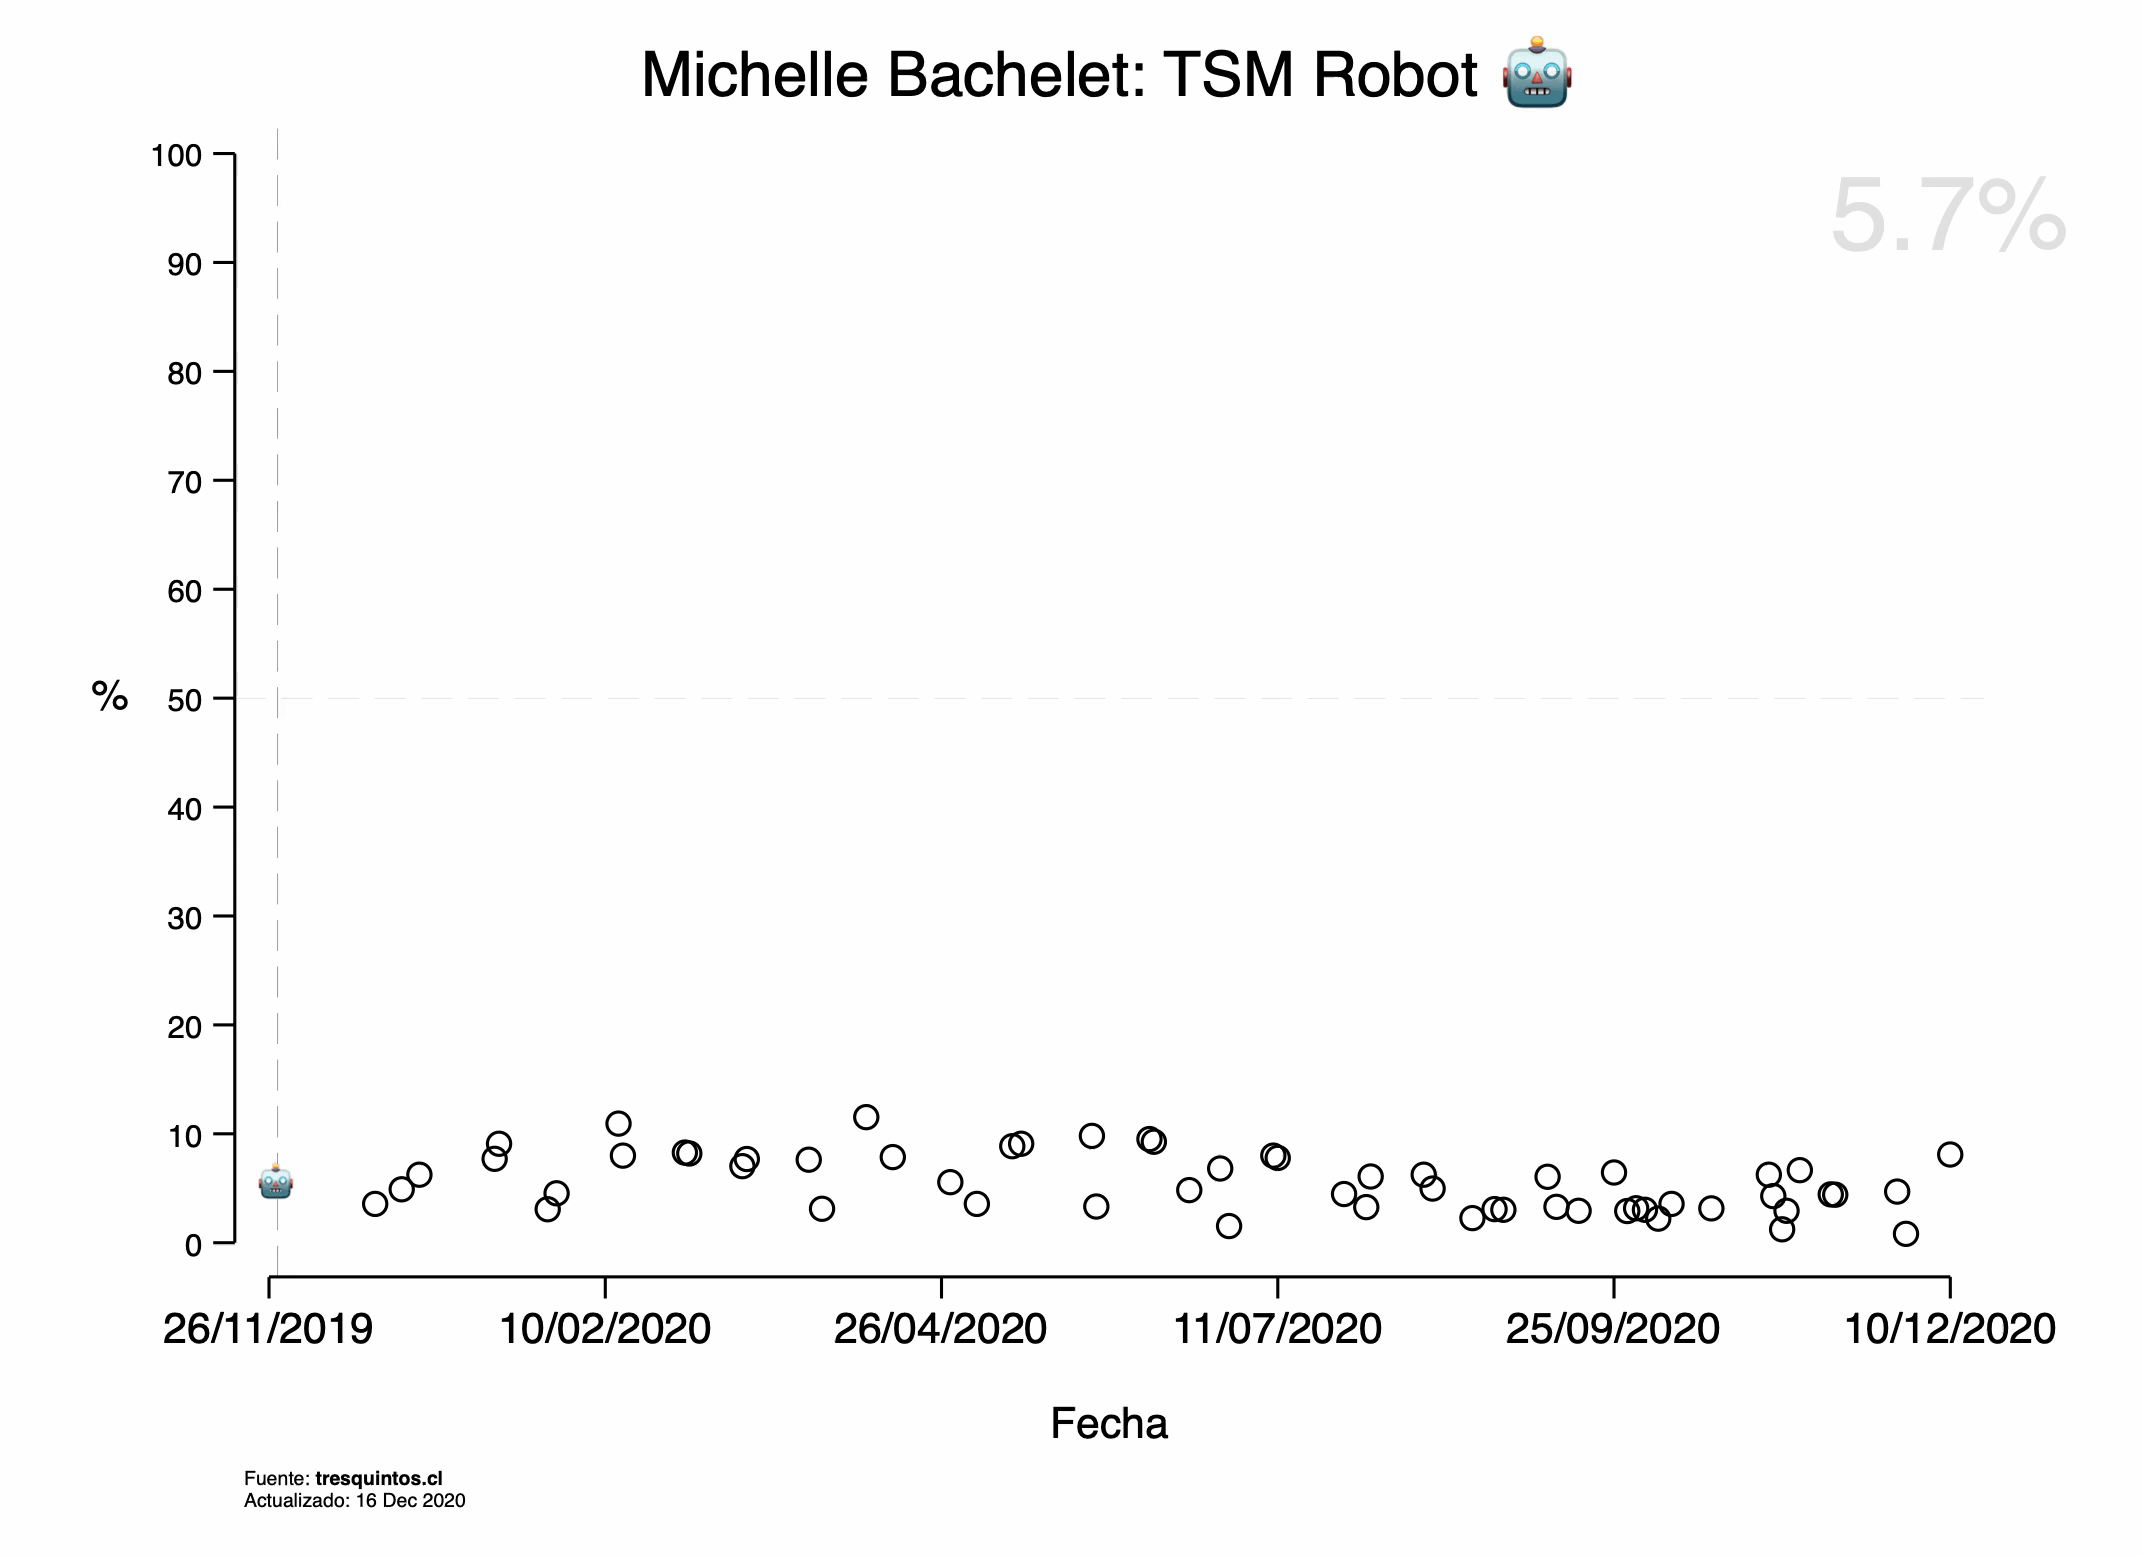 Michelle Bachelet: TSM Robot 🤖
5.7%
100
90
80
70
60
50
40
30
20
10
0
%
26/11/2019 10/02/2020 26/04/2020 11/07/2020 25/09/2020 10/12/2020
Fecha
Fuente: tresquintos.cl
Actualizado: 16 Dec 2020